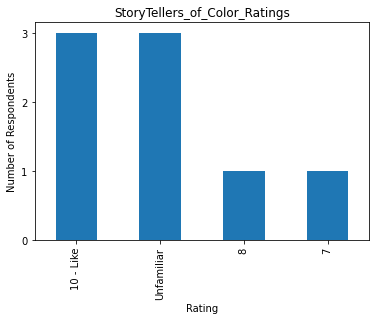 StoryTellers_of_Color_Ratings
Number of Respondents
3
2
1
0
10 - Like
Unfamiliar
8
7
Rating